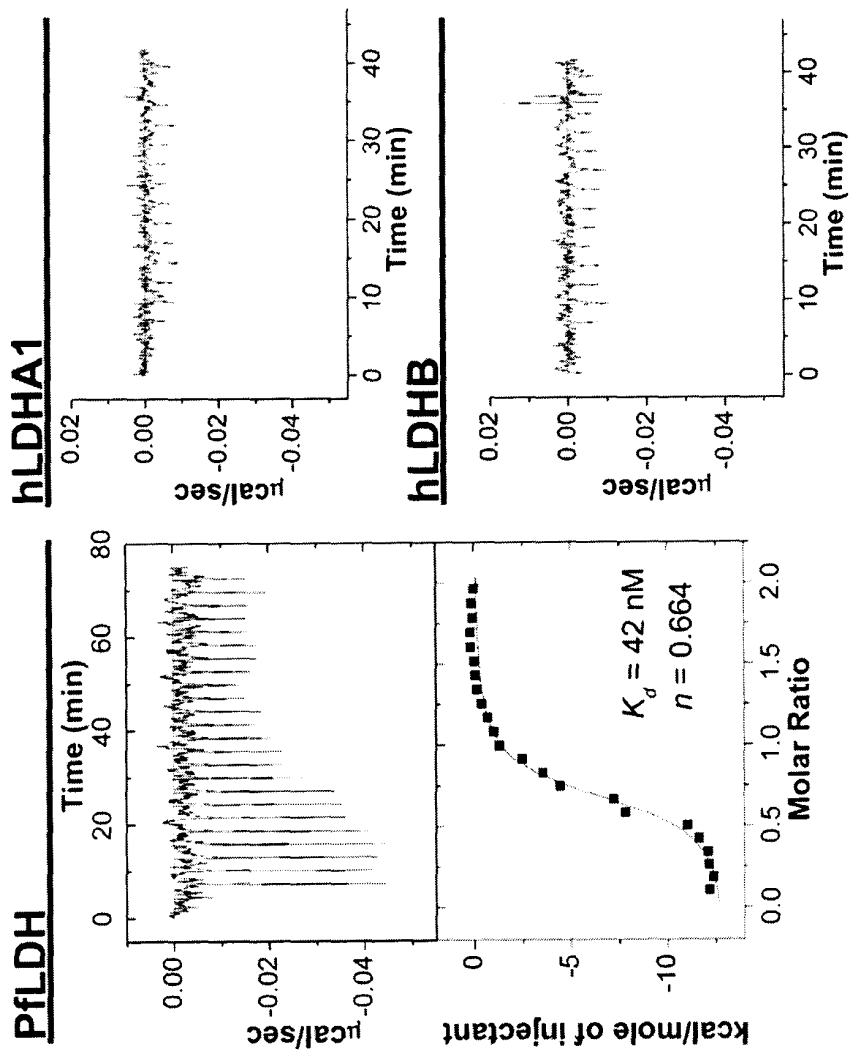 PfLDH
Time (min)
0 20 40 60 80
0.00
-0.02
-0.04
µcal/sec
0
-5
-10
kcal/mole of injectant
K_d = 42 nM
n = 0.664
0.0 0.5 1.0 1.5 2.0
Molar Ratio
hLDHA1
0.02
0.00
-0.02
-0.04
µcal/sec
0 10 20 30 40
Time (min)
hLDHB
0.02
0.00
-0.02
-0.04
µcal/sec
0 10 20 30 40
Time (min)